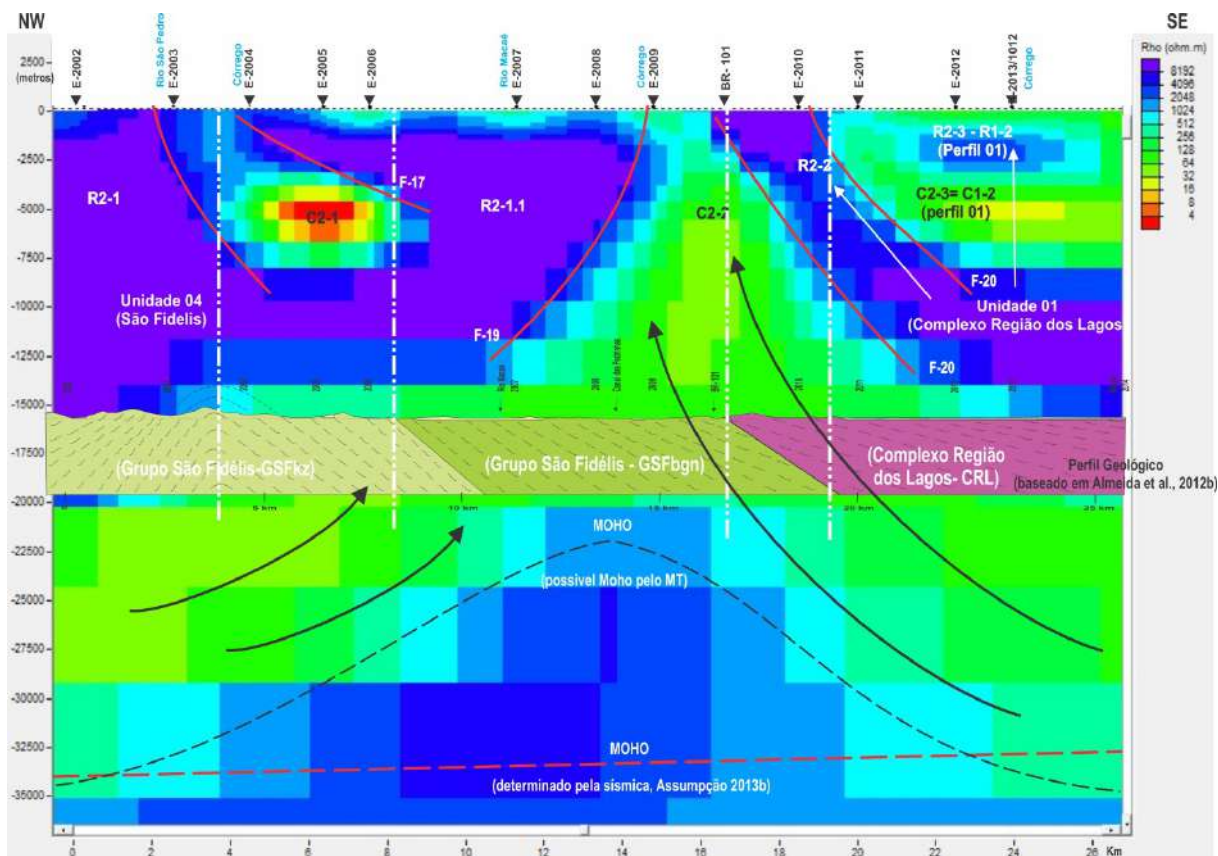 NW
SE
Rio São Pedro
Córrego
Rio Macaé
Córrego
Córrego
E-2002
E-2003
E-2004
E-2005
E-2006
E-2007
E-2008
E-2009
BR- 101
E-2010
E-2011
E-2012
E-2013/1012
Rho (ohm.m)
8192
4096
2048
1024
512
256
128
64
32
16
8
4
2500
(metros)
0
-2500
-5000
-7500
-10000
-12500
-15000
-17500
-20000
-22500
-25000
-27500
-30000
-32500
-35000
R2-3 - R1-2
(Perfil 01)
R2-2
R2-1
F-17
R2-1.1
C2-1
C2-2
C2-3= C1-2
(perfil 01)
F-20
Unidade 04
(São Fidelis)
Unidade 01
(Complexo Região dos Lagos
F-19
F-20
(Grupo São Fidélis-GSFkz)
(Grupo São Fidélis - GSFbgn)
(Complexo Região
dos Lagos- CRL)
Perfil Geológico
(baseado em Almeida et al., 2012b)
5 km
10 km
20 km
25 km
MOHO
(possivel Moho pelo MT)
MOHO
(determinado pela sísmica, Assumpção 2013b)
0
2
4
6
8
10
12
14
16
18
20
22
24
26
Km